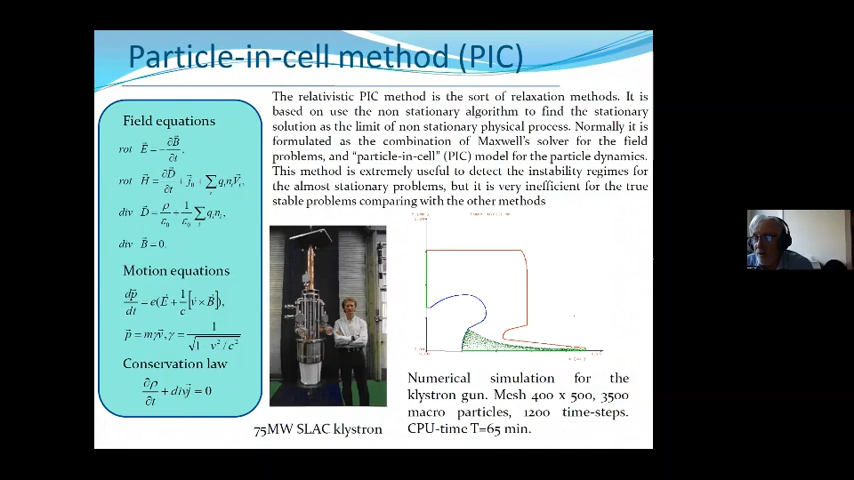 Particle-in-cell method (PIC)
Field equations
rot E⃗ = −∂B⃗/∂t,
rot H⃗ = ∂D⃗/∂t + j⃗₀ + ∑ qᵢnᵢV⃗ᵢ,
div D⃗ = ρ/ε₀ + 1/ε₀ ∑ qᵢnᵢ,
div B⃗ = 0.
Motion equations
dp⃗/dt = e(E⃗ + 1/c [v⃗ × B⃗]),
p⃗ = mγv⃗, γ = 1/√(1 v²/c²)
Conservation law
∂ρ/∂t + divj⃗ = 0
The relativistic PIC method is the sort of relaxation methods. It is
based on use the non stationary algorithm to find the stationary
solution as the limit of non stationary physical process. Normally it is
formulated as the combination of Maxwell's solver for the field
problems, and "particle-in-cell" (PIC) model for the particle dynamics.
This method is extremely useful to detect the instability regimes for
the almost stationary problems, but it is very inefficient for the true
stable problems comparing with the other methods
75MW SLAC klystron
Numerical simulation for the
klystron gun. Mesh 400 x 500, 3500
macro particles, 1200 time-steps.
CPU-time T=65 min.